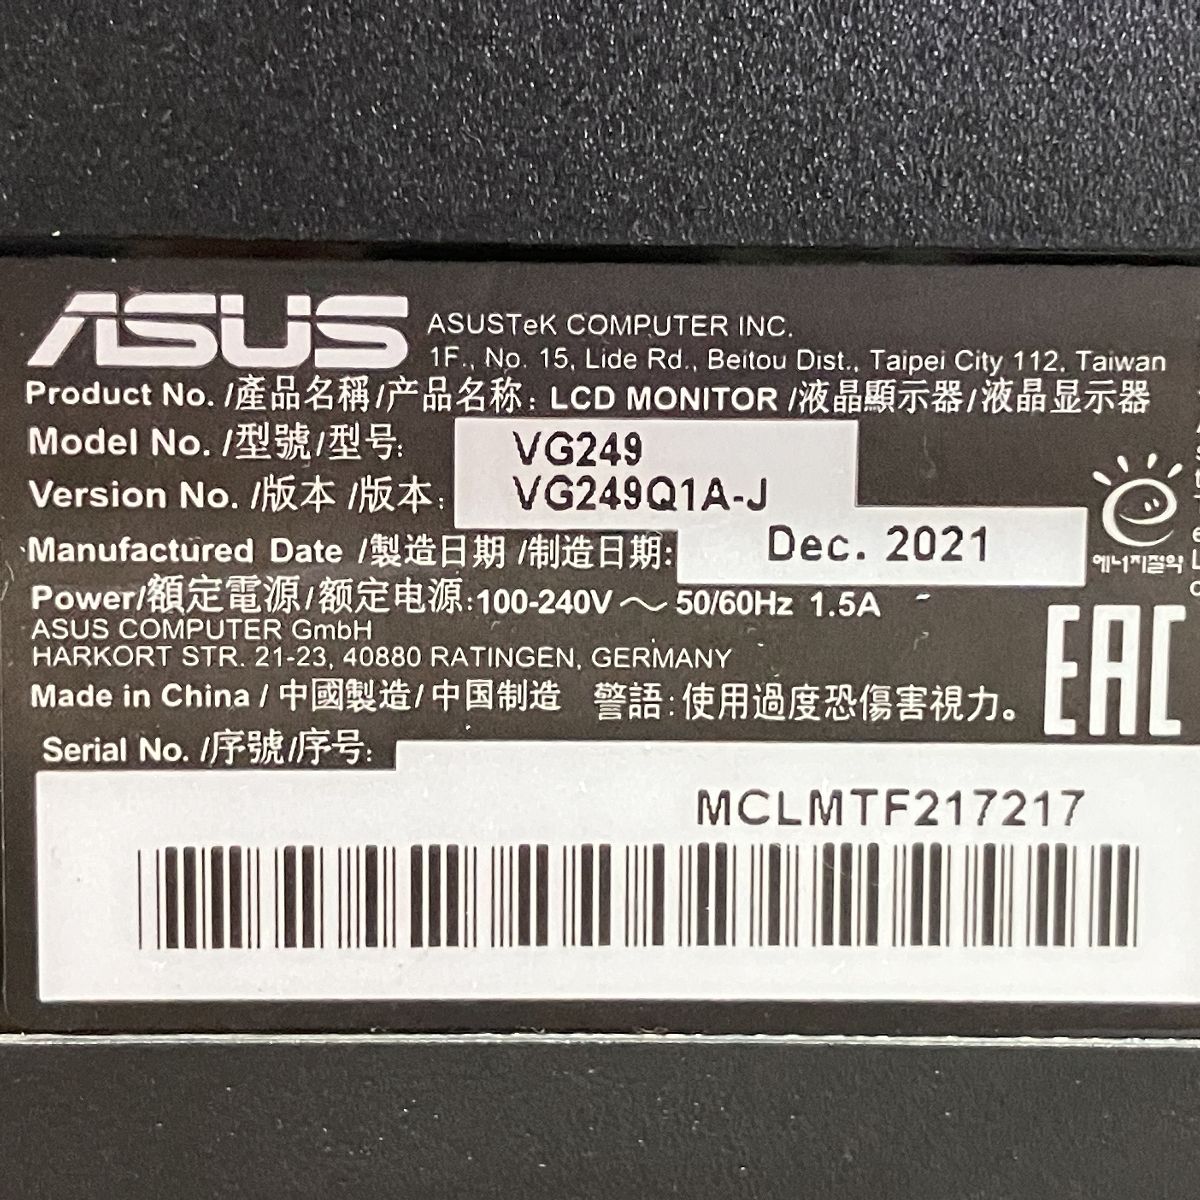 ASUS
ASUSTeK COMPUTER INC.
1F., No. 15, Lide Rd., Beitou Dist., Taipei City 112, Taiwan
Product No. /產品名稱/产品名称: LCD MONITOR /液晶顯示器/液晶显示器
Model No. /型號/型号: VG249
Version No. /版本 /版本: VG249Q1A-J
Manufactured Date /製造日期 /制造日期: Dec. 2021
Power/額定電源/额定电源:100-240V ～ 50/60Hz 1.5A
ASUS COMPUTER GmbH
HARKORT STR. 21-23, 40880 RATINGEN, GERMANY
Made in China / 中國製造/ 中国制造 警語:使用過度恐傷害視力。
에너지절약
EAC
Serial No. /序號/序号:
MCLMTF217217